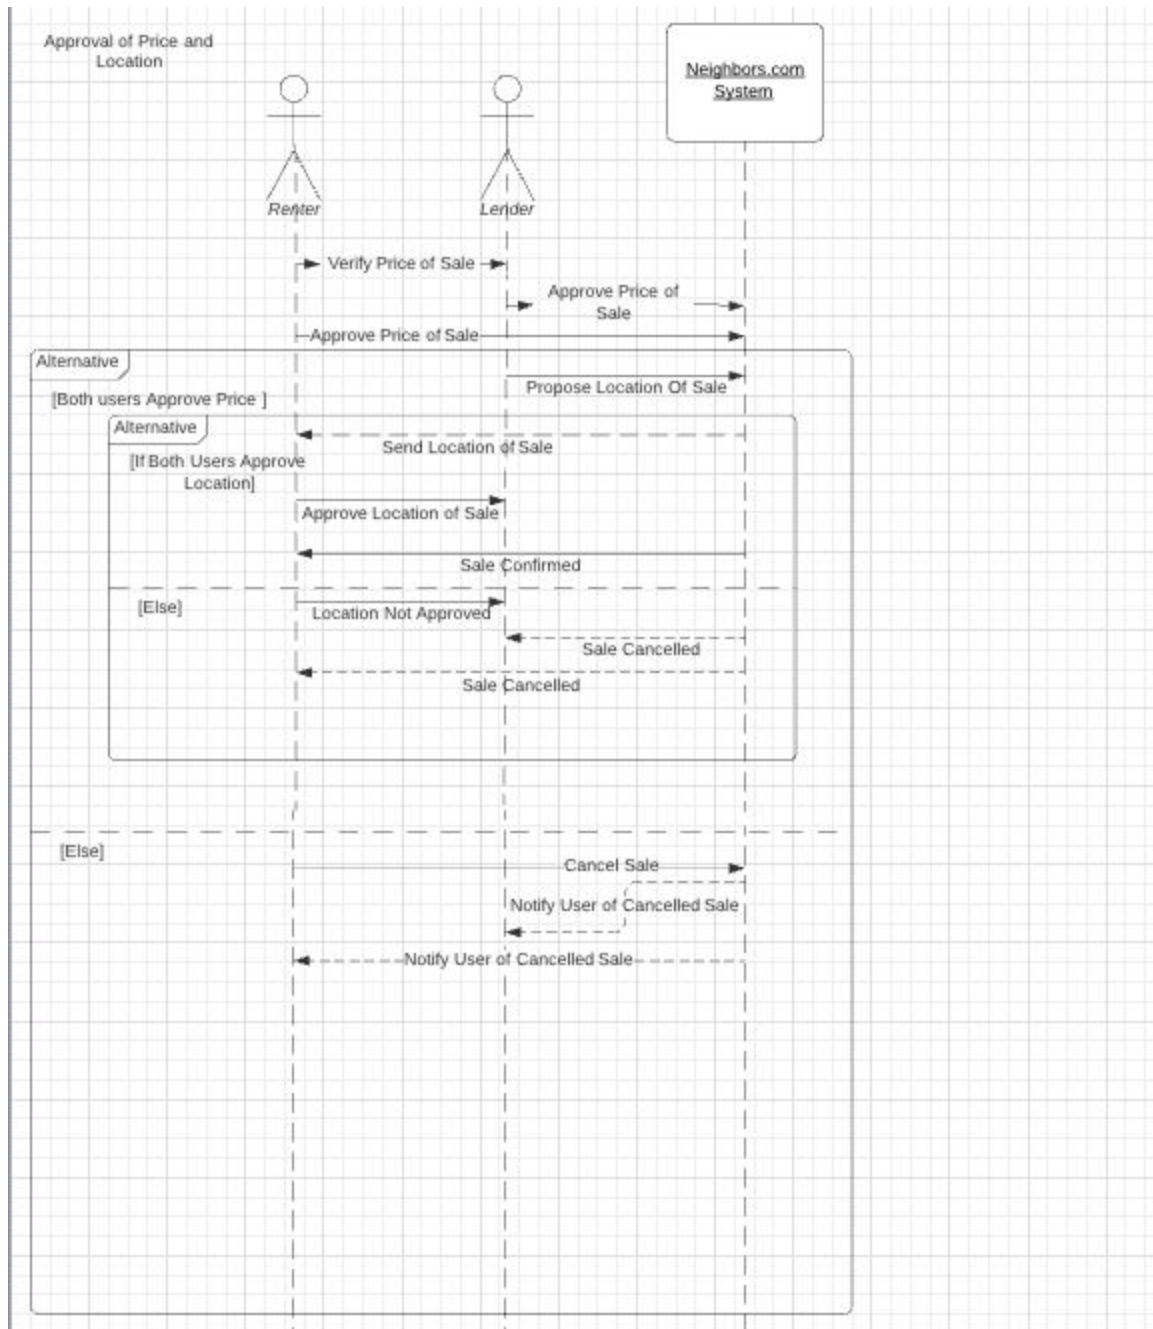 Approval of Price and
Location
Neighbors.com
System
Renter
Lender
Verify Price of Sale
Approve Price of
Sale
Approve Price of Sale
Alternative
Propose Location Of Sale
[Both users Approve Price ]
Alternative
Send Location of Sale
[If Both Users Approve
Location]
Approve Location of Sale
Sale Confirmed
[Else]
Location Not Approved
Sale Cancelled
Sale Cancelled
[Else]
Cancel Sale
Notify User of Cancelled Sale
Notify User of Cancelled Sale